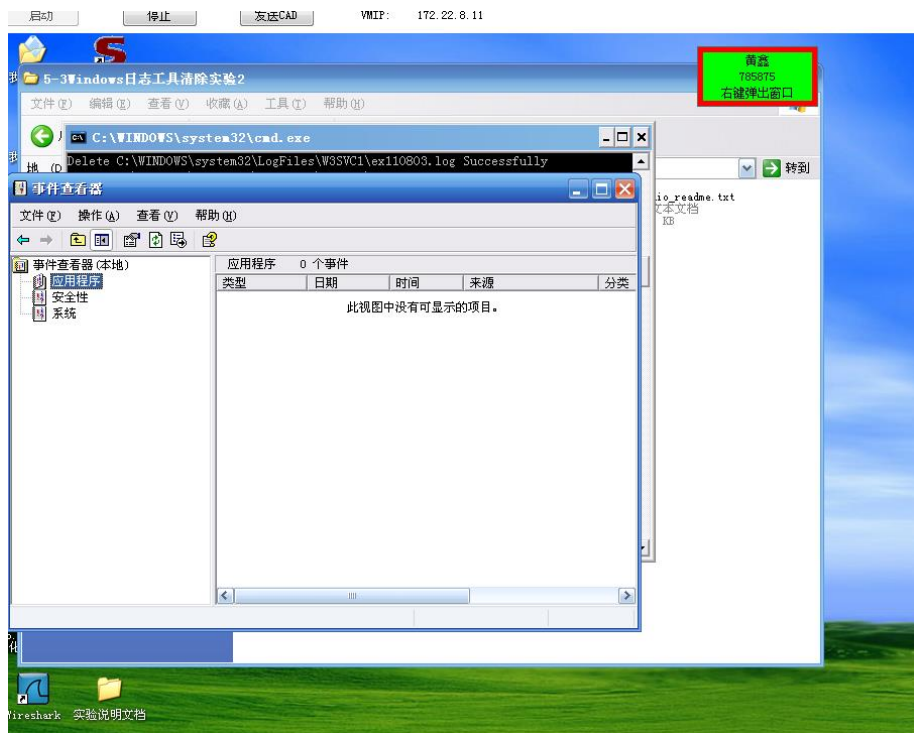 启动 停止 发送CAD VMIP: 172.22.8.11
黄鑫
785875
右键弹出窗口
5-3Windows日志工具清除实验2
文件(F) 编辑(E) 查看(V) 收藏(A) 工具(T) 帮助(H)
C:\WINDOWS\system32\cmd.exe
Delete C:\WINDOWS\system32\LogFiles\W3SVC1\ex110803.log Successfully
转到
io_readme.txt
文本文档
KB
事件查看器
文件(F) 操作(A) 查看(V) 帮助(H)
事件查看器(本地)
应用程序
安全性
系统
应用程序 0 个事件
类型 日期 时间 来源 分类
此视图中没有可显示的项目。
Wireshark 实验说明文档